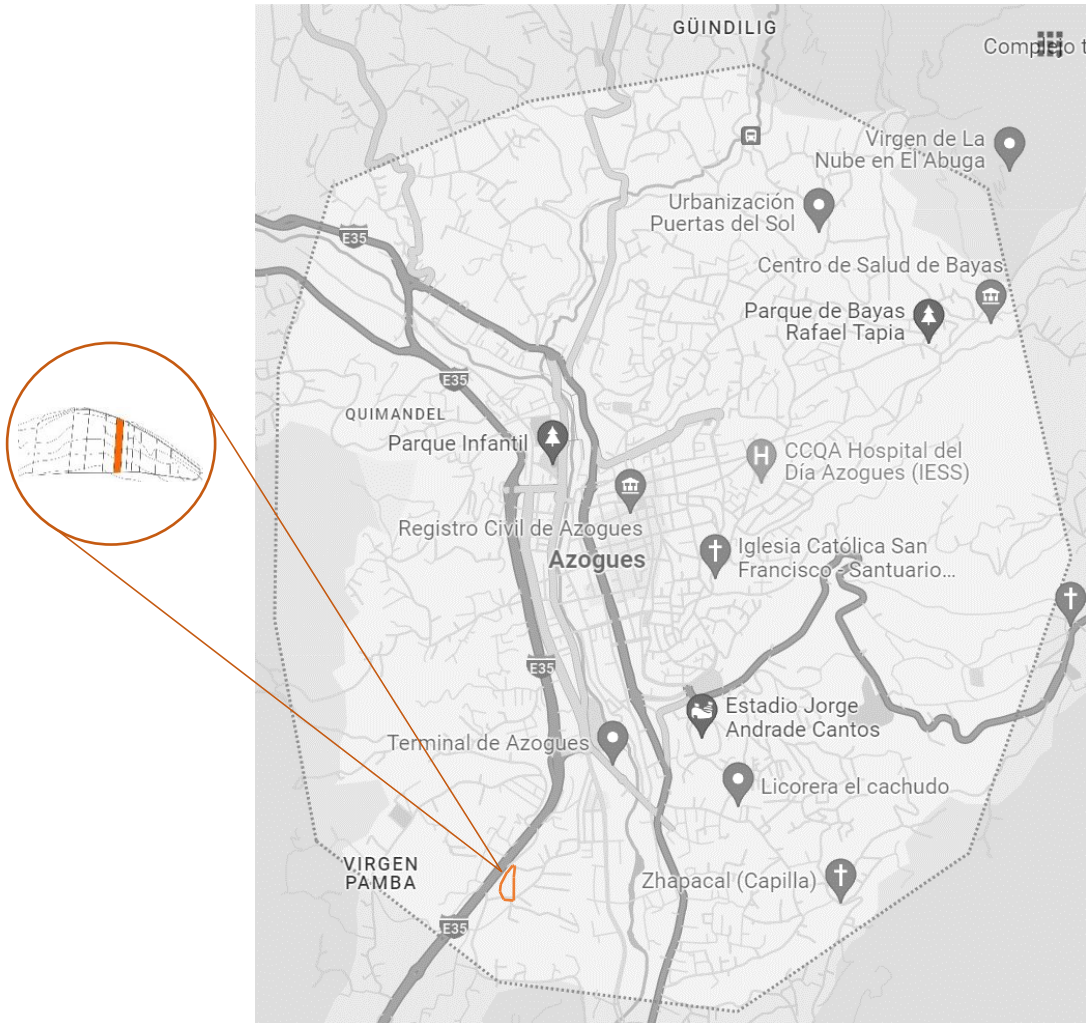 GÜINDILIG
Complejo t
Virgen de La
Nube en El Abuga
Urbanización
Puertas del Sol
E35
Centro de Salud de Bayas
Parque de Bayas
Rafael Tapia
E35
QUIMANDEL
Parque Infantil
CCQA Hospital del
Día Azogues (IESS)
Registro Civil de Azogues
Azogues
Iglesia Católica San
Francisco - Santuario...
E35
Estadio Jorge
Andrade Cantos
Terminal de Azogues
Licorera el cachudo
VIRGEN
PAMBA
Zhapacal (Capilla)
E35